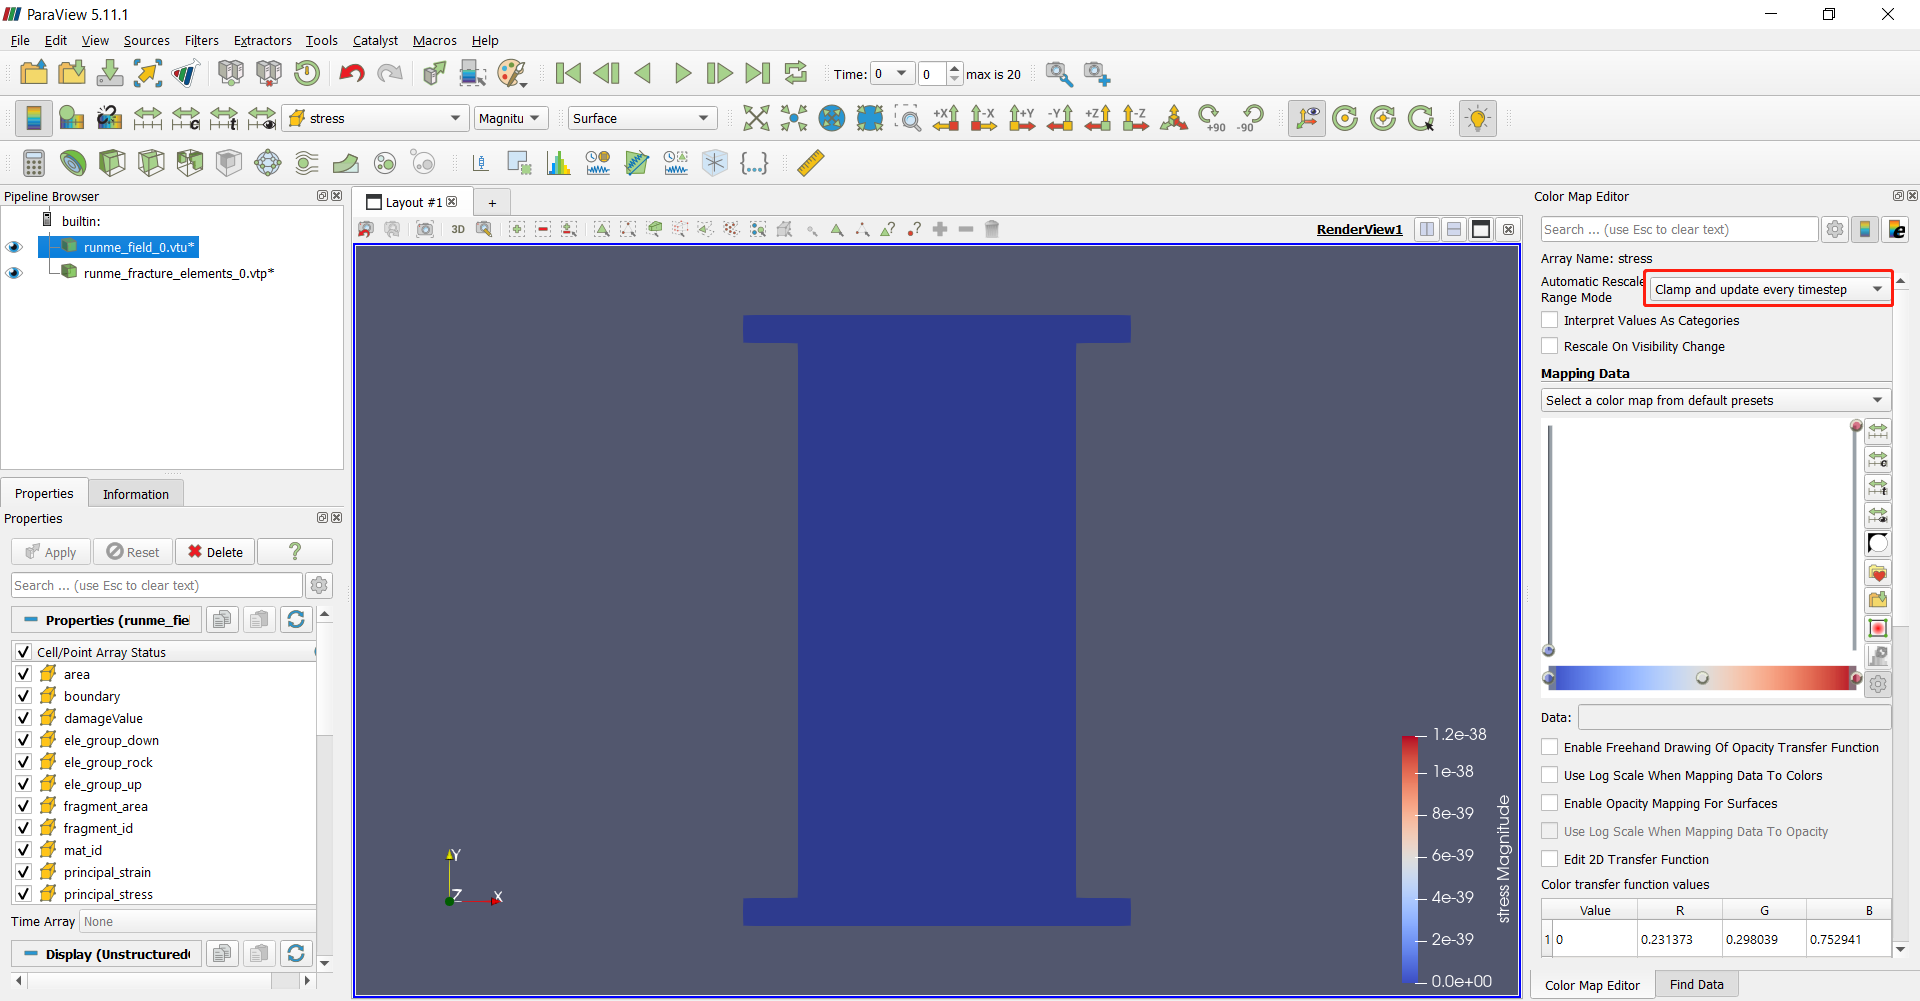 ParaView 5.11.1
File Edit View Sources Filters Extractors Tools Catalyst Macros Help
Time: 0 0 max is 20
stress Magnitu Surface
+X -X +Y -Y +Z -Z +90 -90
Pipeline Browser
builtin:
runme_field_0.vtu*
runme_fracture_elements_0.vtp*
Properties Information
Properties
Apply Reset Delete ?
Search ... (use Esc to clear text)
Properties (runme_fie
Cell/Point Array Status
area
boundary
damageValue
ele_group_down
ele_group_rock
ele_group_up
fragment_area
fragment_id
mat_id
principal_strain
principal_stress
Time Array None
Display (Unstructured
Layout #1 +
3D
RenderView1
Y
Z X
1.2e-38
1e-38
8e-39
6e-39
4e-39
2e-39
0.0e+00
stress Magnitude
Color Map Editor
Search ... (use Esc to clear text)
Array Name: stress
Automatic Rescale
Range Mode
Clamp and update every timestep
Interpret Values As Categories
Rescale On Visibility Change
Mapping Data
Select a color map from default presets
Data:
Enable Freehand Drawing Of Opacity Transfer Function
Use Log Scale When Mapping Data To Colors
Enable Opacity Mapping For Surfaces
Use Log Scale When Mapping Data To Opacity
Edit 2D Transfer Function
Color transfer function values
Value R G B
1 0 0.231373 0.298039 0.752941
Color Map Editor Find Data